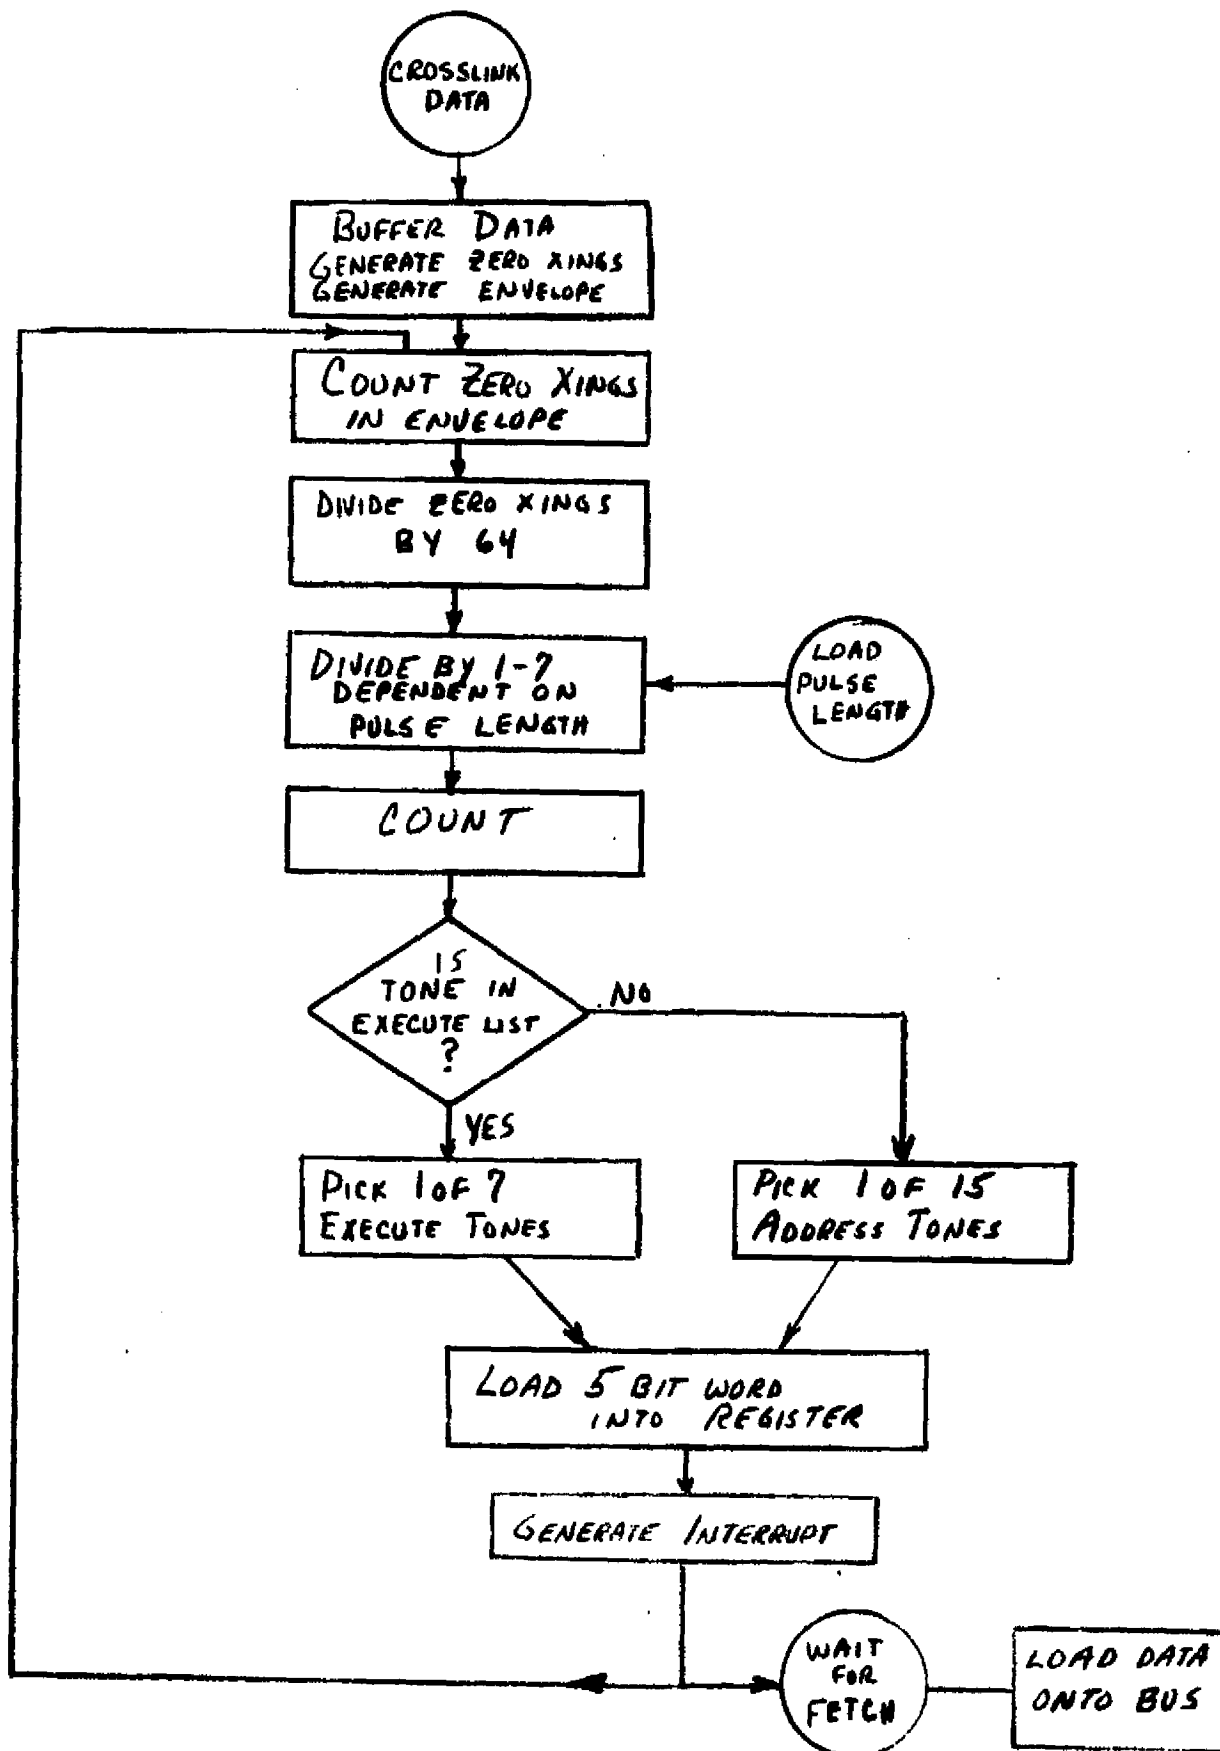 CROSSLINK
DATA
BUFFER DATA
GENERATE ZERO XINGS
GENERATE ENVELOPE
COUNT ZERO XINGS
IN ENVELOPE
DIVIDE ZERO XINGS
BY 64
DIVIDE BY 1-7
DEPENDENT ON
PULSE LENGTH
LOAD
PULSE
LENGTH
COUNT
IS
TONE IN
EXECUTE LIST
?
NO
YES
PICK 1 OF 7
EXECUTE TONES
PICK 1 OF 15
ADDRESS TONES
LOAD 5 BIT WORD
INTO REGISTER
GENERATE INTERRUPT
WAIT
FOR
FETCH
LOAD DATA
ONTO BUS